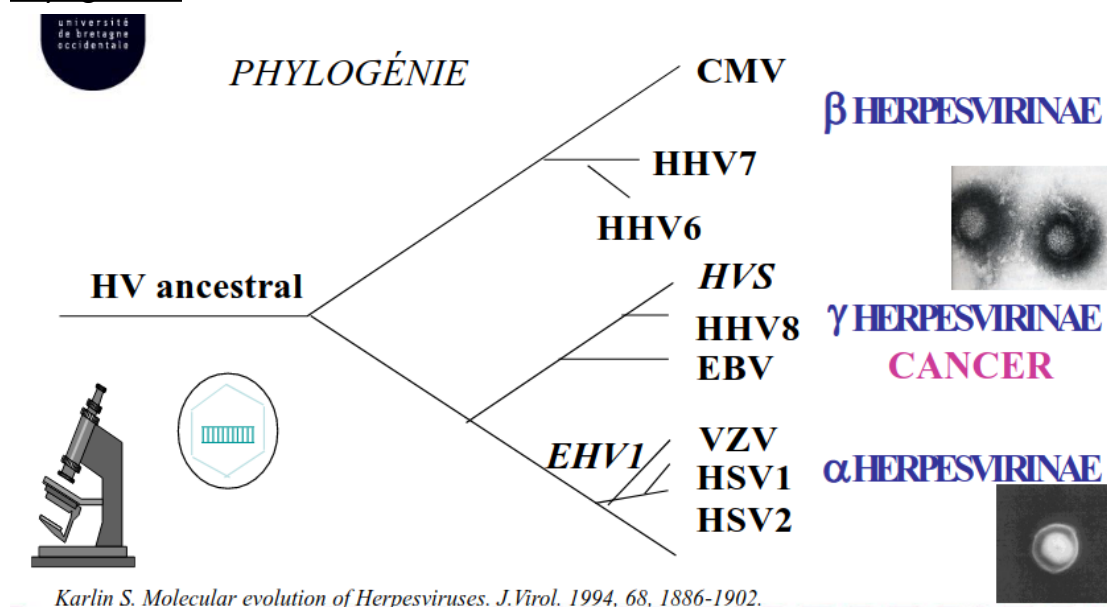 université
de bretagne
occidentale
PHYLOGÉNIE
CMV
β HERPESVIRINAE
HHV7
HHV6
HV ancestral
HVS
HHV8
γ HERPESVIRINAE
EBV
CANCER
VZV
EHV1
HSV1
α HERPESVIRINAE
HSV2
Karlin S. Molecular evolution of Herpesviruses. J.Virol. 1994, 68, 1886-1902.